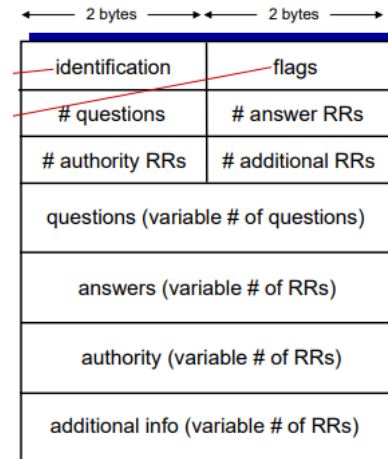 2 bytes 2 bytes
identification flags
# questions # answer RRs
# authority RRs # additional RRs
questions (variable # of questions)
answers (variable # of RRs)
authority (variable # of RRs)
additional info (variable # of RRs)